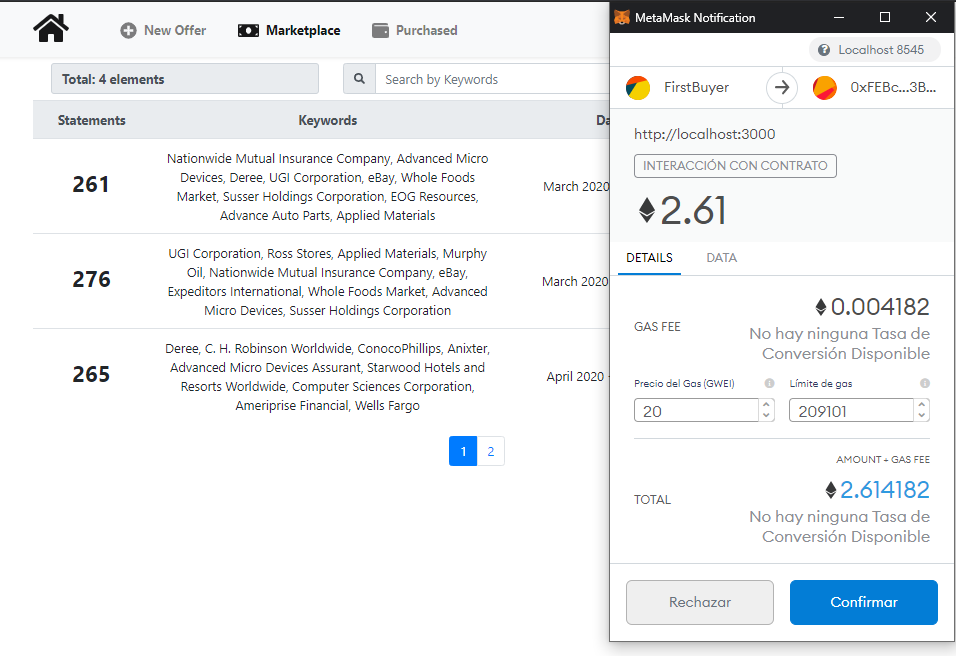 New Offer
Marketplace
Purchased
Total: 4 elements
Search by Keywords
Statements
Keywords
Da
261
Nationwide Mutual Insurance Company, Advanced Micro
Devices, Deree, UGI Corporation, eBay, Whole Foods
Market, Susser Holdings Corporation, EOG Resources,
Advance Auto Parts, Applied Materials
March 2020
276
UGI Corporation, Ross Stores, Applied Materials, Murphy
Oil, Nationwide Mutual Insurance Company, eBay,
Expeditors International, Whole Foods Market, Advanced
Micro Devices, Susser Holdings Corporation
March 2020
265
Deree, C. H. Robinson Worldwide, ConocoPhillips, Anixter,
Advanced Micro Devices Assurant, Starwood Hotels and
Resorts Worldwide, Computer Sciences Corporation,
Ameriprise Financial, Wells Fargo
April 2020 -
1 2
MetaMask Notification
Localhost 8545
FirstBuyer
0xFEBc...3B...
http://localhost:3000
INTERACCIÓN CON CONTRATO
2.61
DETAILS
DATA
GAS FEE
0.004182
No hay ninguna Tasa de
Conversión Disponible
Precio del Gas (GWEI)
Límite de gas
20
209101
AMOUNT + GAS FEE
TOTAL
2.614182
No hay ninguna Tasa de
Conversión Disponible
Rechazar
Confirmar